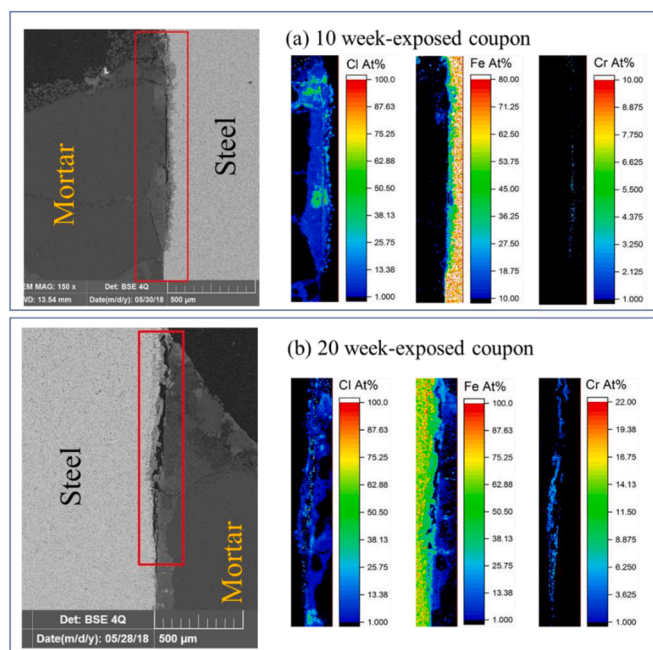 (a) 10 week-exposed coupon
Mortar
Steel
EM MAG: 150 x
Det: BSE 4Q
VD: 13.54 mm
Date(m/d/y): 05/30/18
500 µm
Cl At%
100.0
87.63
75.25
62.88
50.50
38.13
25.75
13.38
1.000
Fe At%
80.00
71.25
62.50
53.75
45.00
36.25
27.50
18.75
10.00
Cr At%
10.00
8.875
7.750
6.625
5.500
4.375
3.250
2.125
1.000
(b) 20 week-exposed coupon
Steel
Mortar
Det: BSE 4Q
Date(m/d/y): 05/28/18
500 µm
Cl At%
100.0
87.63
75.25
62.88
50.50
38.13
25.75
13.38
1.000
Fe At%
100.0
87.63
75.25
62.88
50.50
38.13
25.75
13.38
1.000
Cr At%
22.00
19.38
16.75
14.13
11.50
8.875
6.250
3.625
1.000